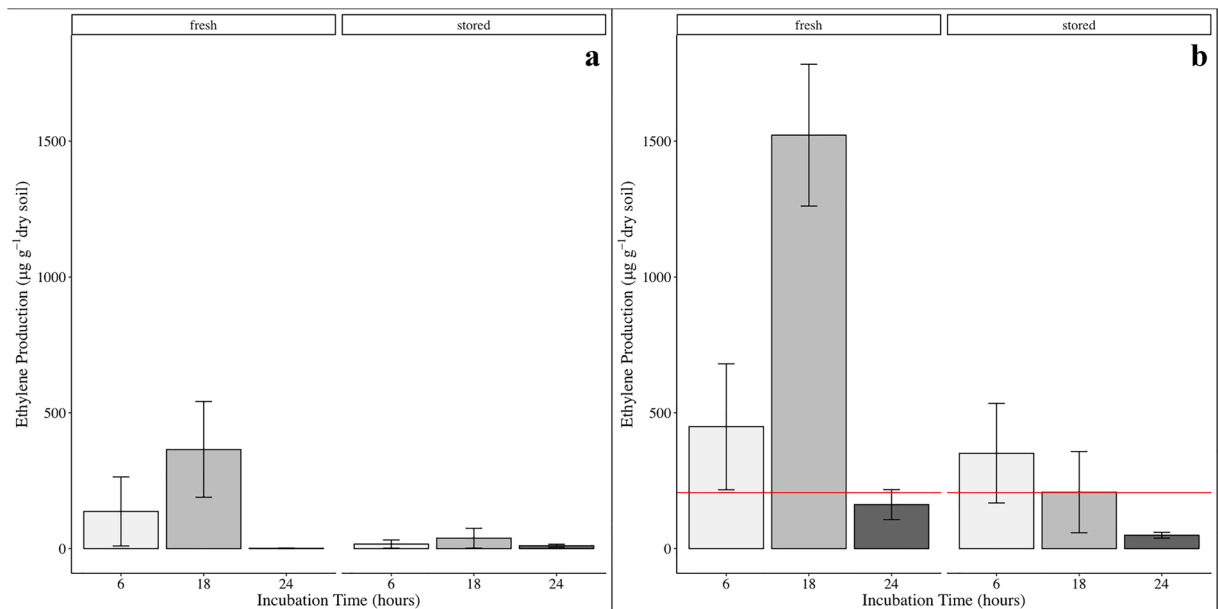 fresh
stored
a
1500
1000
500
0
Ethylene Production (µg g⁻¹dry soil)
6
18
24
6
18
24
Incubation Time (hours)
fresh
stored
b
1500
1000
500
0
Ethylene Production (µg g⁻¹dry soil)
6
18
24
6
18
24
Incubation Time (hours)